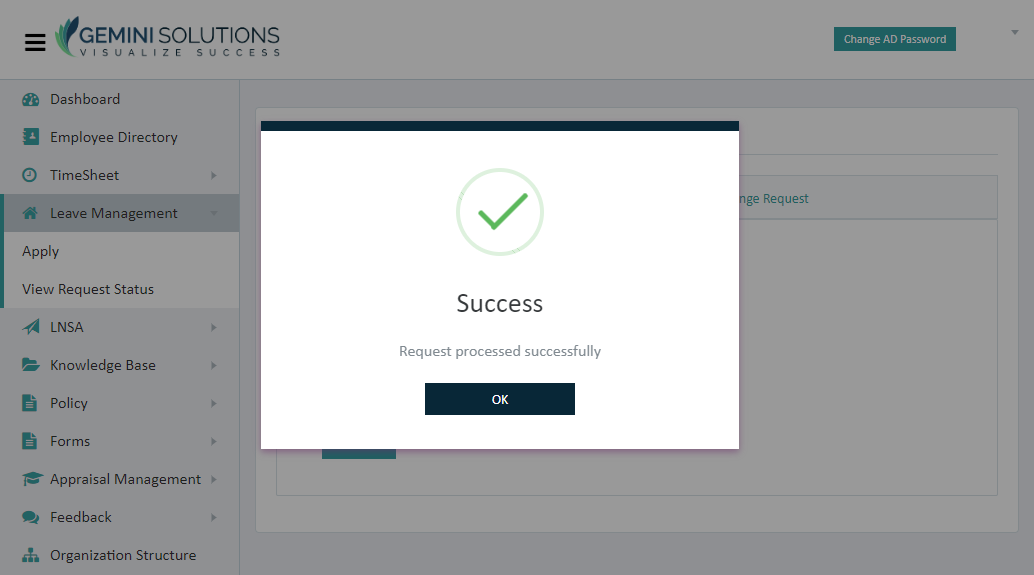 GEMINI SOLUTIONS
VISUALIZE SUCCESS
Change AD Password
Dashboard
Employee Directory
TimeSheet
Leave Management
Apply
View Request Status
LNSA
Knowledge Base
Policy
Forms
Appraisal Management
Feedback
Organization Structure
Request
Success
Request processed successfully
OK